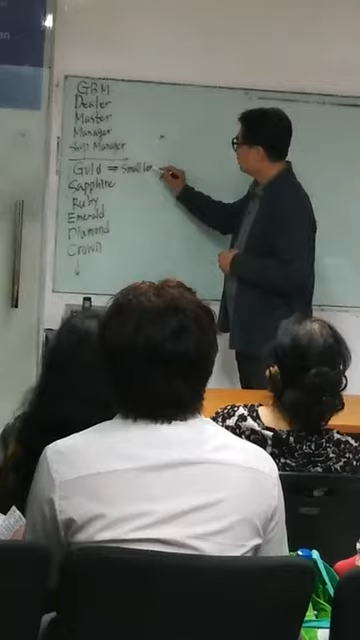 GBM
Dealer
Master
Manager
Sup Manager
Gold = Smaller
Sapphire
Ruby
Emerald
Diamond
Crown